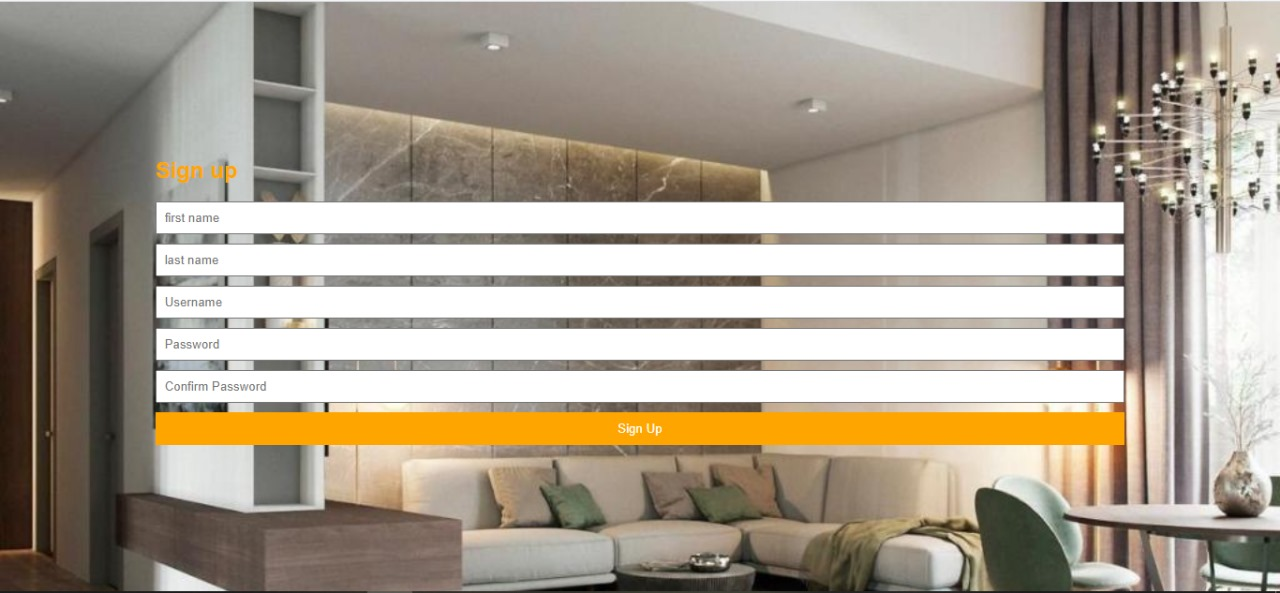 Sign up
first name
last name
Username
Password
Confirm Password
Sign Up